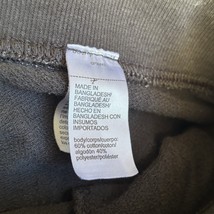 MADE IN
BANGLADESH/
FABRIQUE AU
BANGLADESH/
HECHO EN
BANGLADESH CON
INSUMOS
IMPORTADOS
body/corps/cuerpo:
60% cotton/coton/
algodón 40%
polyester/poliéster